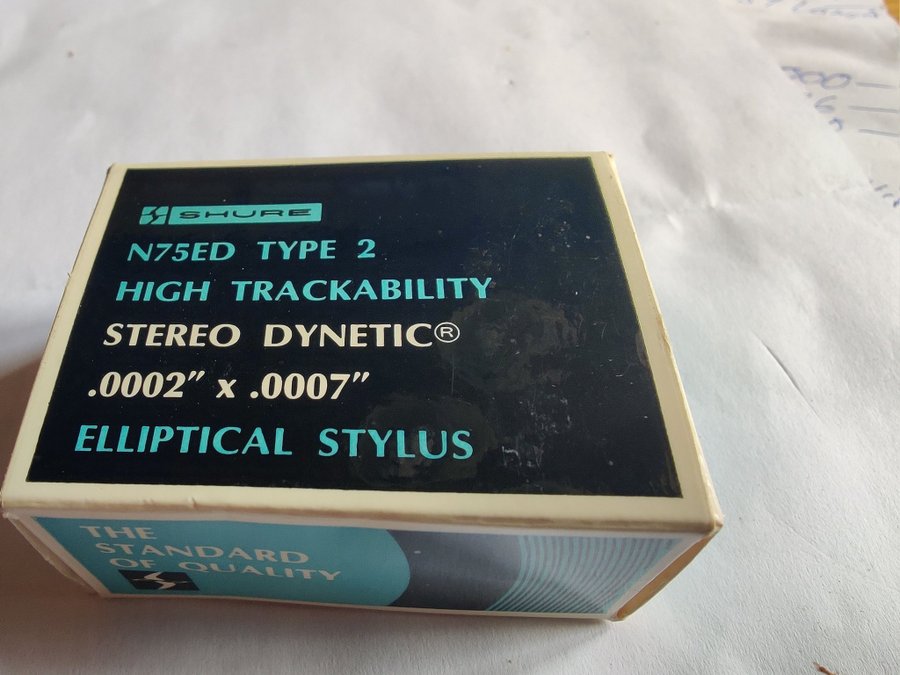 SHURE
N75ED TYPE 2
HIGH TRACKABILITY
STEREO DYNETIC®
.0002" x .0007"
ELLIPTICAL STYLUS
THE
STANDARD
OF QUALITY